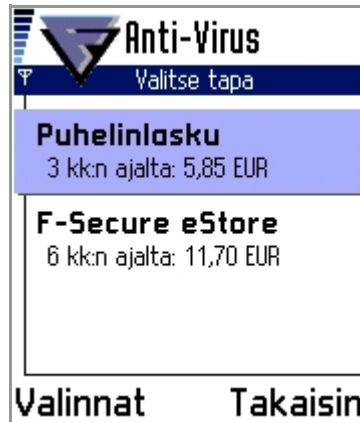 Anti-Virus
Valitse tapa
Puhelinlasku
3 kk:n ajalta: 5,85 EUR
F-Secure eStore
6 kk:n ajalta: 11,70 EUR
Valinnat Takaisin